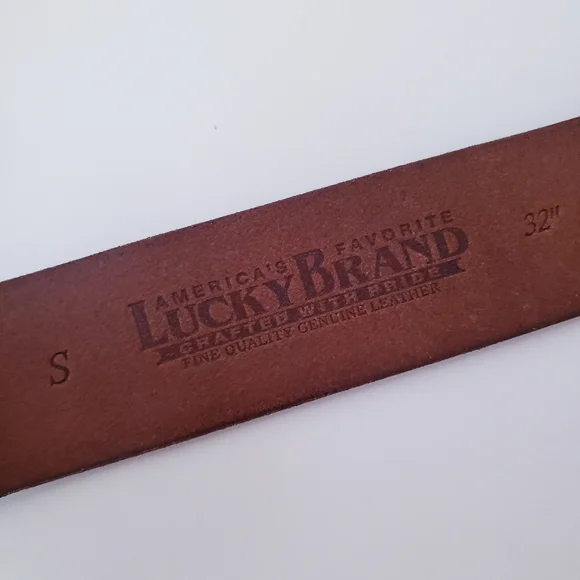 AMERICA'S FAVORITE
LUCKY BRAND
CRAFTED WITH PRIDE
FINE QUALITY GENUINE LEATHER
S
32"